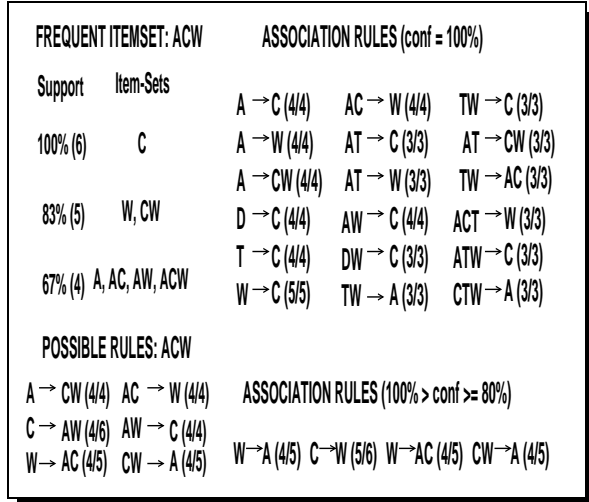 FREQUENT ITEMSET: ACW
Support Item-Sets
100% (6) C
83% (5) W, CW
67% (4) A, AC, AW, ACW
POSSIBLE RULES: ACW
A → CW (4/4) AC → W (4/4)
C → AW (4/6) AW → C (4/4)
W → AC (4/5) CW → A (4/5)
ASSOCIATION RULES (conf = 100%)
A → C (4/4) AC → W (4/4) TW → C (3/3)
A → W (4/4) AT → C (3/3) AT → CW (3/3)
A → CW (4/4) AT → W (3/3) TW → AC (3/3)
D → C (4/4) AW → C (4/4) ACT → W (3/3)
T → C (4/4) DW → C (3/3) ATW → C (3/3)
W → C (5/5) TW → A (3/3) CTW → A (3/3)
ASSOCIATION RULES (100% > conf >= 80%)
W → A (4/5) C → W (5/6) W → AC (4/5) CW → A (4/5)